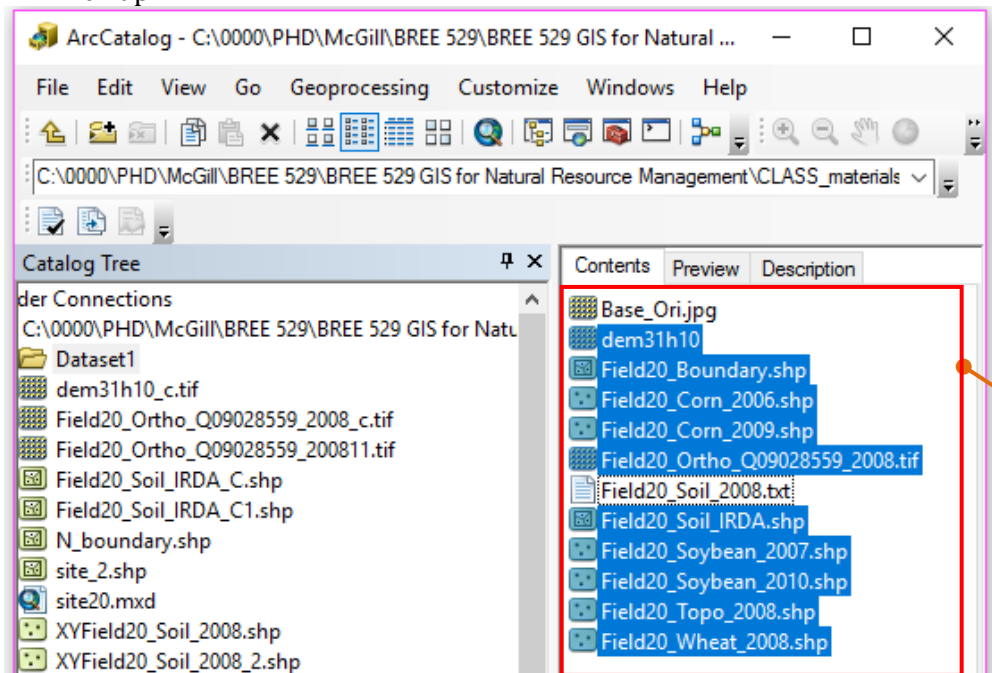 ArcCatalog - C:\0000\PHD\McGill\BREE 529\BREE 529 GIS for Natural ...
File Edit View Go Geoprocessing Customize Windows Help
C:\0000\PHD\McGill\BREE 529\BREE 529 GIS for Natural Resource Management\CLASS_materials
Catalog Tree
der Connections
C:\0000\PHD\McGill\BREE 529\BREE 529 GIS for Natu
Dataset1
dem31h10_c.tif
Field20_Ortho_Q09028559_2008_c.tif
Field20_Ortho_Q09028559_200811.tif
Field20_Soil_IRDA_C.shp
Field20_Soil_IRDA_C1.shp
N_boundary.shp
site_2.shp
site20.mxd
XYField20_Soil_2008.shp
XYField20_Soil_2008_2.shp
Contents Preview Description
Base_Ori.jpg
dem31h10
Field20_Boundary.shp
Field20_Corn_2006.shp
Field20_Corn_2009.shp
Field20_Ortho_Q09028559_2008.tif
Field20_Soil_2008.txt
Field20_Soil_IRDA.shp
Field20_Soybean_2007.shp
Field20_Soybean_2010.shp
Field20_Topo_2008.shp
Field20_Wheat_2008.shp